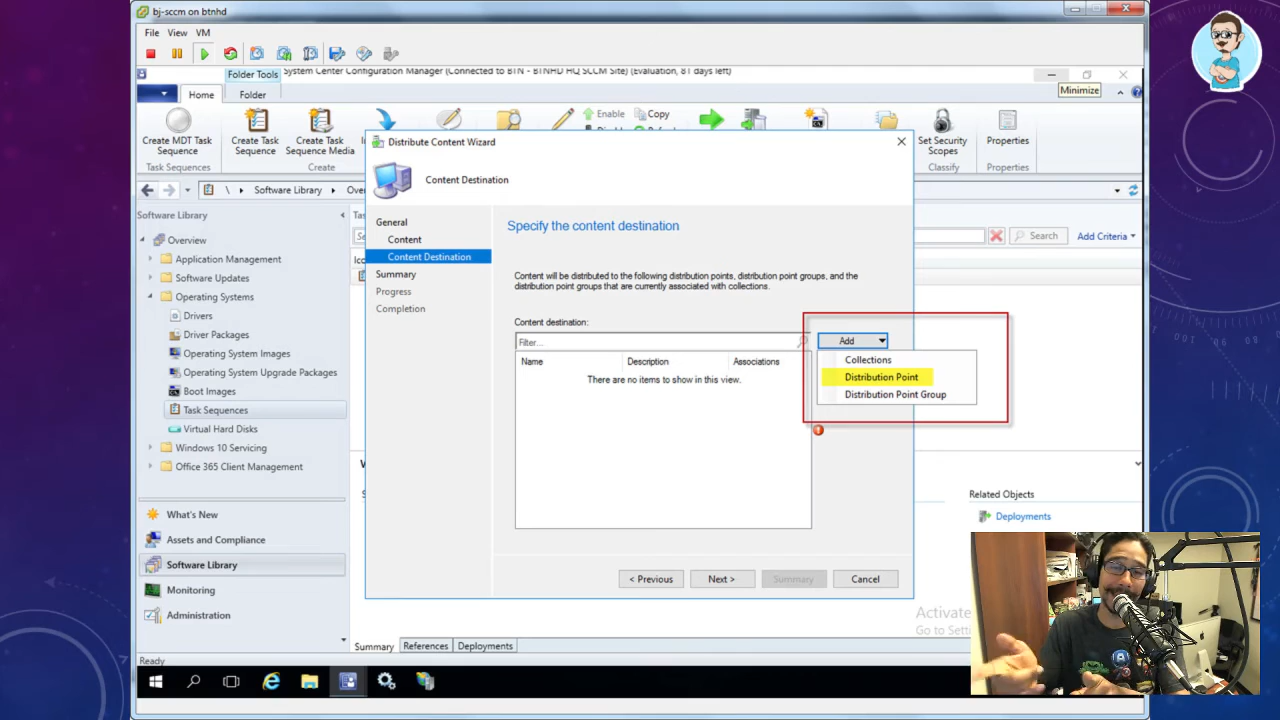 bj-sccm on btnhd
File View VM
Folder Tools System Center Configuration Manager (Connected to BTN - BTNHD HQ SCCM Site) (Evaluation, 81 days left)
Minimize
Home Folder
Create MDT Task Sequence
Create Task Sequence
Create Task Sequence Media
Enable
Copy
Set Security Scopes
Properties
Task Sequences
Create
Classify
Properties
\ Software Library
Software Library
Overview
Application Management
Software Updates
Operating Systems
Drivers
Driver Packages
Operating System Images
Operating System Upgrade Packages
Boot Images
Task Sequences
Virtual Hard Disks
Windows 10 Servicing
Office 365 Client Management
What's New
Assets and Compliance
Software Library
Monitoring
Administration
Ready
Distribute Content Wizard
Content Destination
General
Content
Content Destination
Summary
Progress
Completion
Specify the content destination
Content will be distributed to the following distribution points, distribution point groups, and the
distribution point groups that are currently associated with collections.
Content destination:
Filter...
Name Description Associations
There are no items to show in this view.
Add
Collections
Distribution Point
Distribution Point Group
< Previous Next > Summary Cancel
Search Add Criteria
Related Objects
Deployments
Activate
Go to
Summary References Deployments